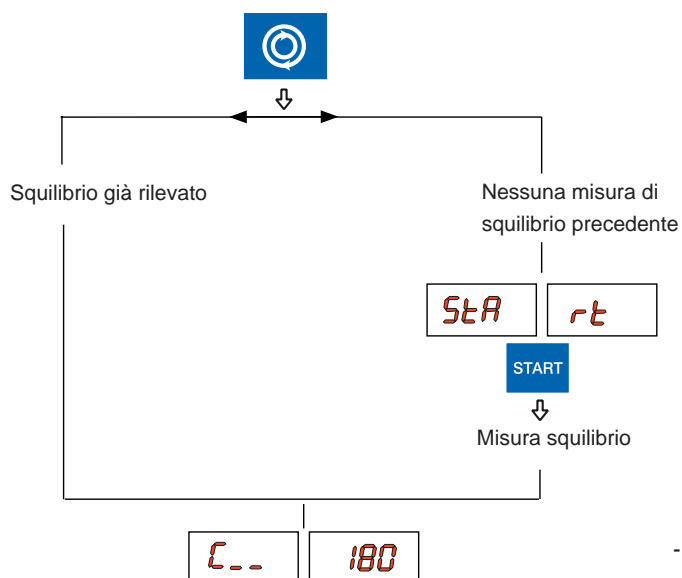 Squilibrio già rilevato
Nessuna misura di
squilibrio precedente
StA rt
START
Misura squilibrio
C_ _ 180
-